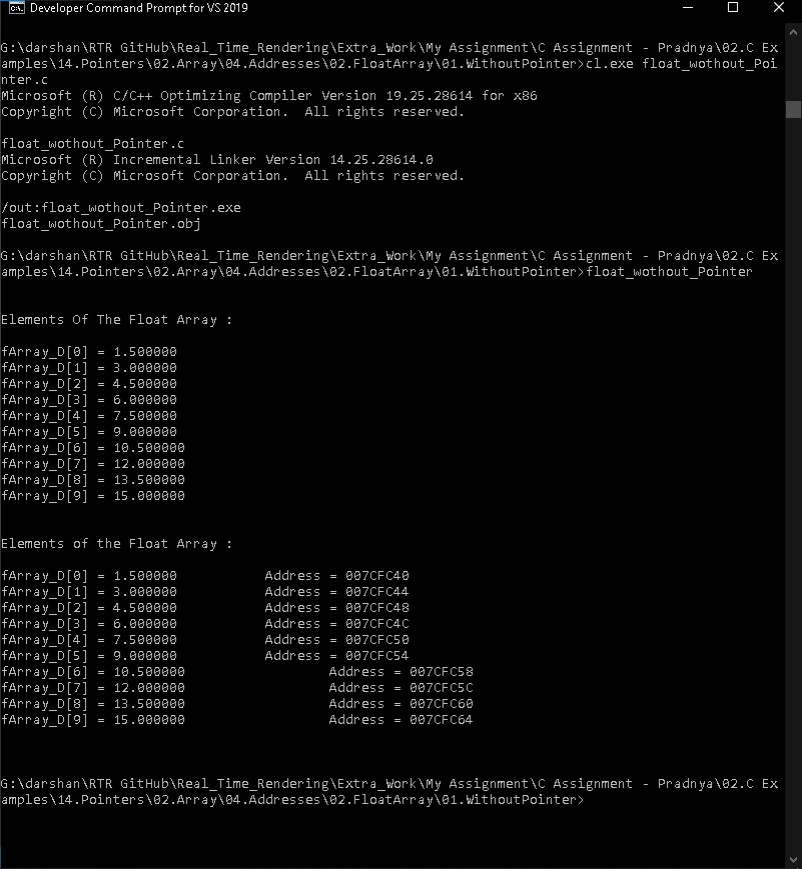 Developer Command Prompt for VS 2019
G:\darshan\RTR GitHub\Real_Time_Rendering\Extra_Work\My Assignment\C Assignment - Pradnya\02.C Ex
amples\14.Pointers\02.Array\04.Addresses\02.FloatArray\01.WithoutPointer>cl.exe float_wothout_Poi
nter.c
Microsoft (R) C/C++ Optimizing Compiler Version 19.25.28614 for x86
Copyright (C) Microsoft Corporation.  All rights reserved.
float_wothout_Pointer.c
Microsoft (R) Incremental Linker Version 14.25.28614.0
Copyright (C) Microsoft Corporation.  All rights reserved.
/out:float_wothout_Pointer.exe
float_wothout_Pointer.obj
G:\darshan\RTR GitHub\Real_Time_Rendering\Extra_Work\My Assignment\C Assignment - Pradnya\02.C Ex
amples\14.Pointers\02.Array\04.Addresses\02.FloatArray\01.WithoutPointer>float_wothout_Pointer
Elements Of The Float Array :
fArray_D[0] = 1.500000
fArray_D[1] = 3.000000
fArray_D[2] = 4.500000
fArray_D[3] = 6.000000
fArray_D[4] = 7.500000
fArray_D[5] = 9.000000
fArray_D[6] = 10.500000
fArray_D[7] = 12.000000
fArray_D[8] = 13.500000
fArray_D[9] = 15.000000
Elements of the Float Array :
fArray_D[0] = 1.500000           Address = 007CFC40
fArray_D[1] = 3.000000           Address = 007CFC44
fArray_D[2] = 4.500000           Address = 007CFC48
fArray_D[3] = 6.000000           Address = 007CFC4C
fArray_D[4] = 7.500000           Address = 007CFC50
fArray_D[5] = 9.000000           Address = 007CFC54
fArray_D[6] = 10.500000                  Address = 007CFC58
fArray_D[7] = 12.000000                  Address = 007CFC5C
fArray_D[8] = 13.500000                  Address = 007CFC60
fArray_D[9] = 15.000000                  Address = 007CFC64
G:\darshan\RTR GitHub\Real_Time_Rendering\Extra_Work\My Assignment\C Assignment - Pradnya\02.C Ex
amples\14.Pointers\02.Array\04.Addresses\02.FloatArray\01.WithoutPointer>